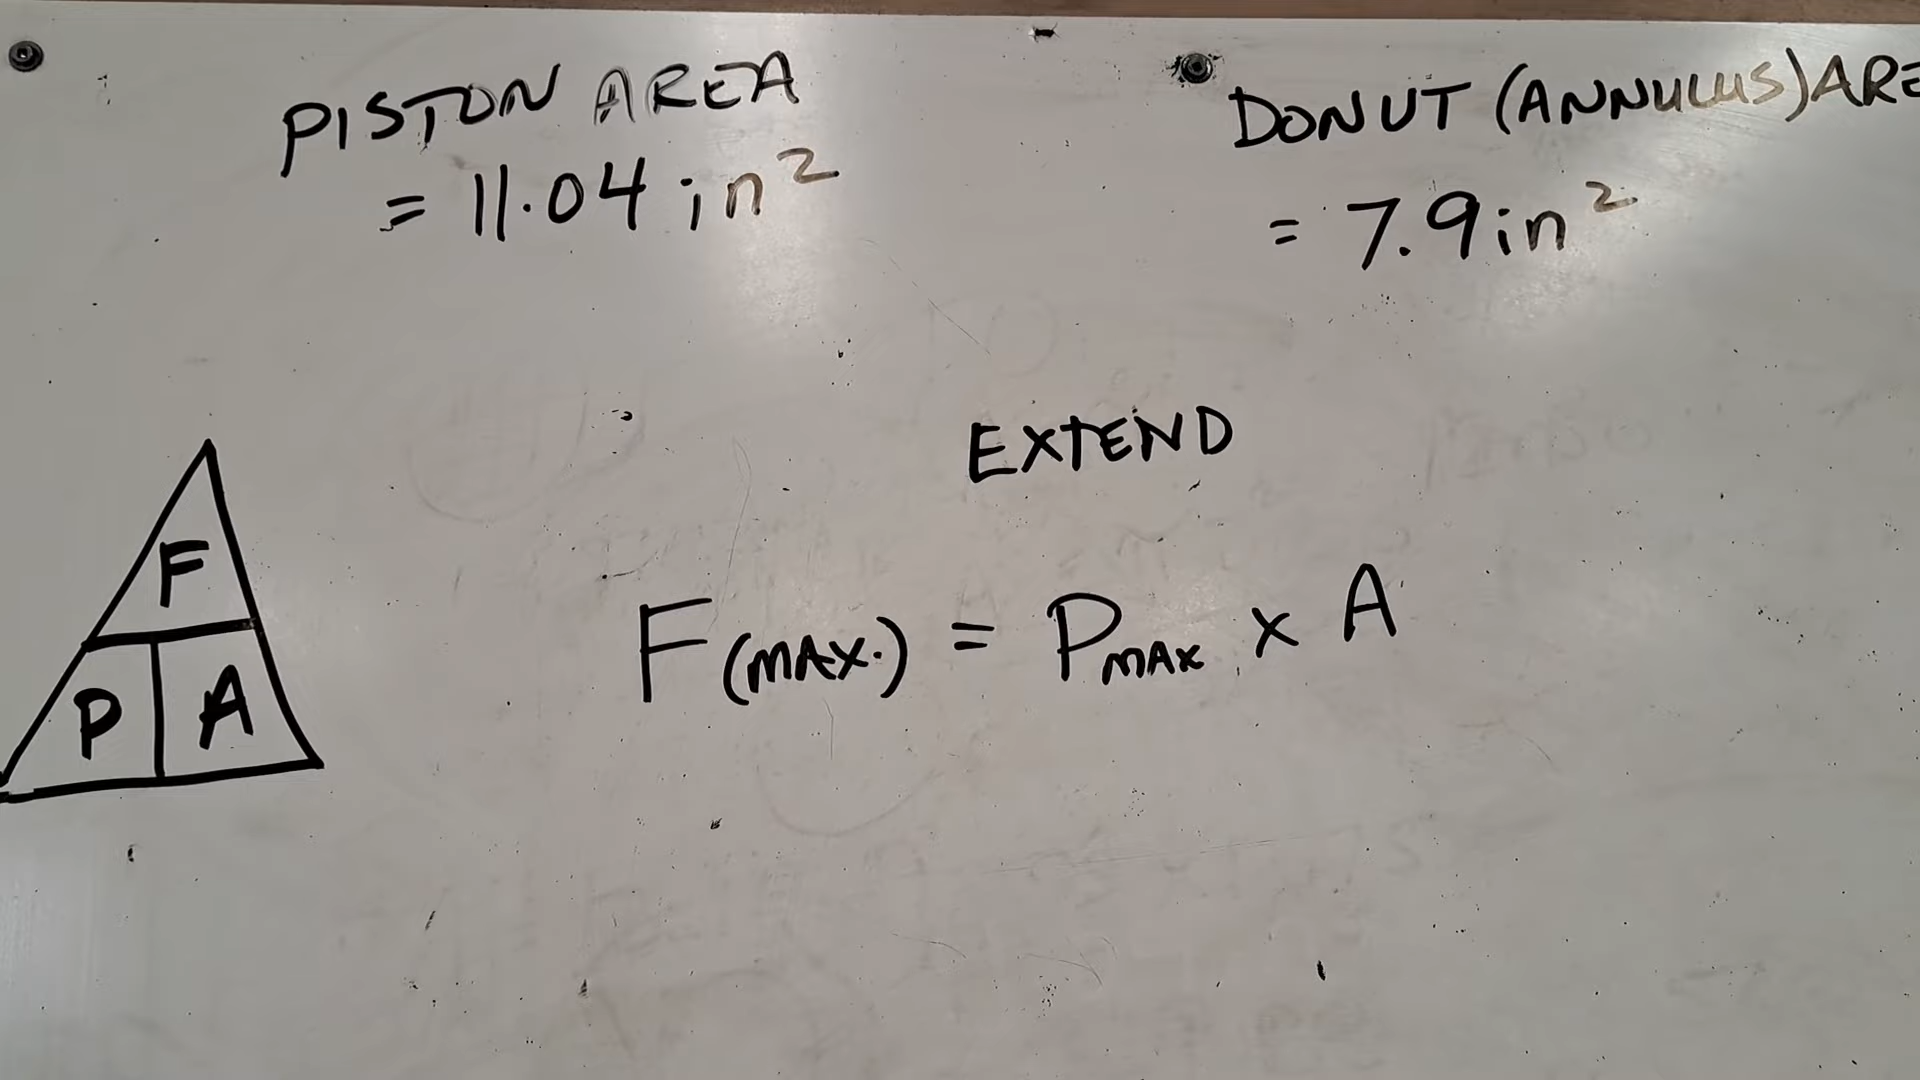 PISTON AREA
= 11.04 in²
DONUT (ANNULUS) ARE
= 7.9 in²
EXTEND
F
P A
F(MAX.) = PMAX x A